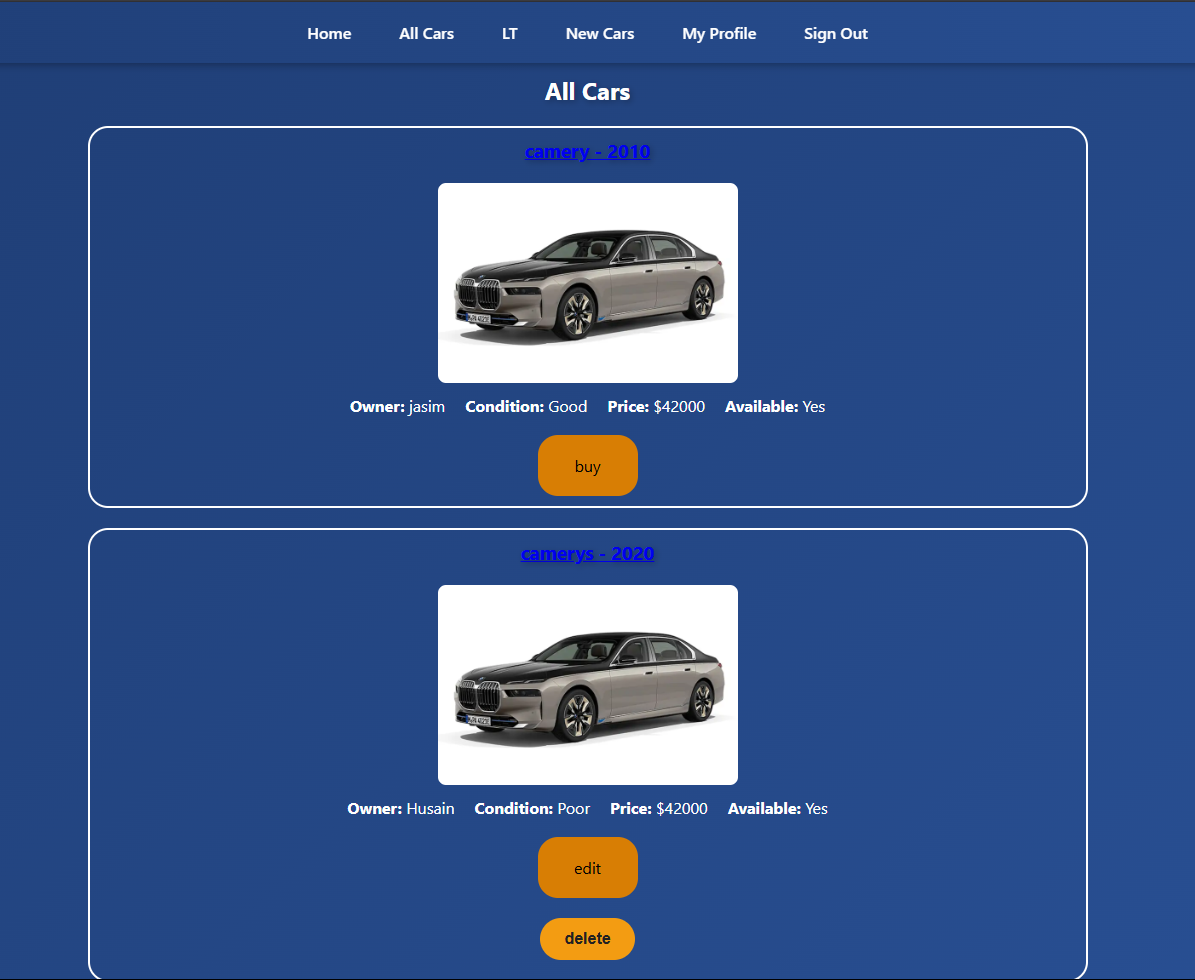 Home All Cars LT New Cars My Profile Sign Out
All Cars
camery - 2010
Owner: jasim Condition: Good Price: $42000 Available: Yes
buy
camerys - 2020
Owner: Husain Condition: Poor Price: $42000 Available: Yes
edit
delete